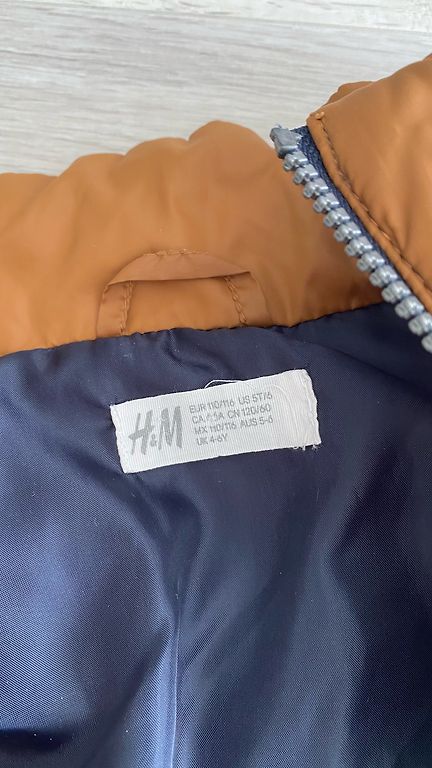 H&M
EUR 110/116 US 5T/6
CA 5A CN 120/60
MX 110/116 AUS 5-6
UK 4-6Y